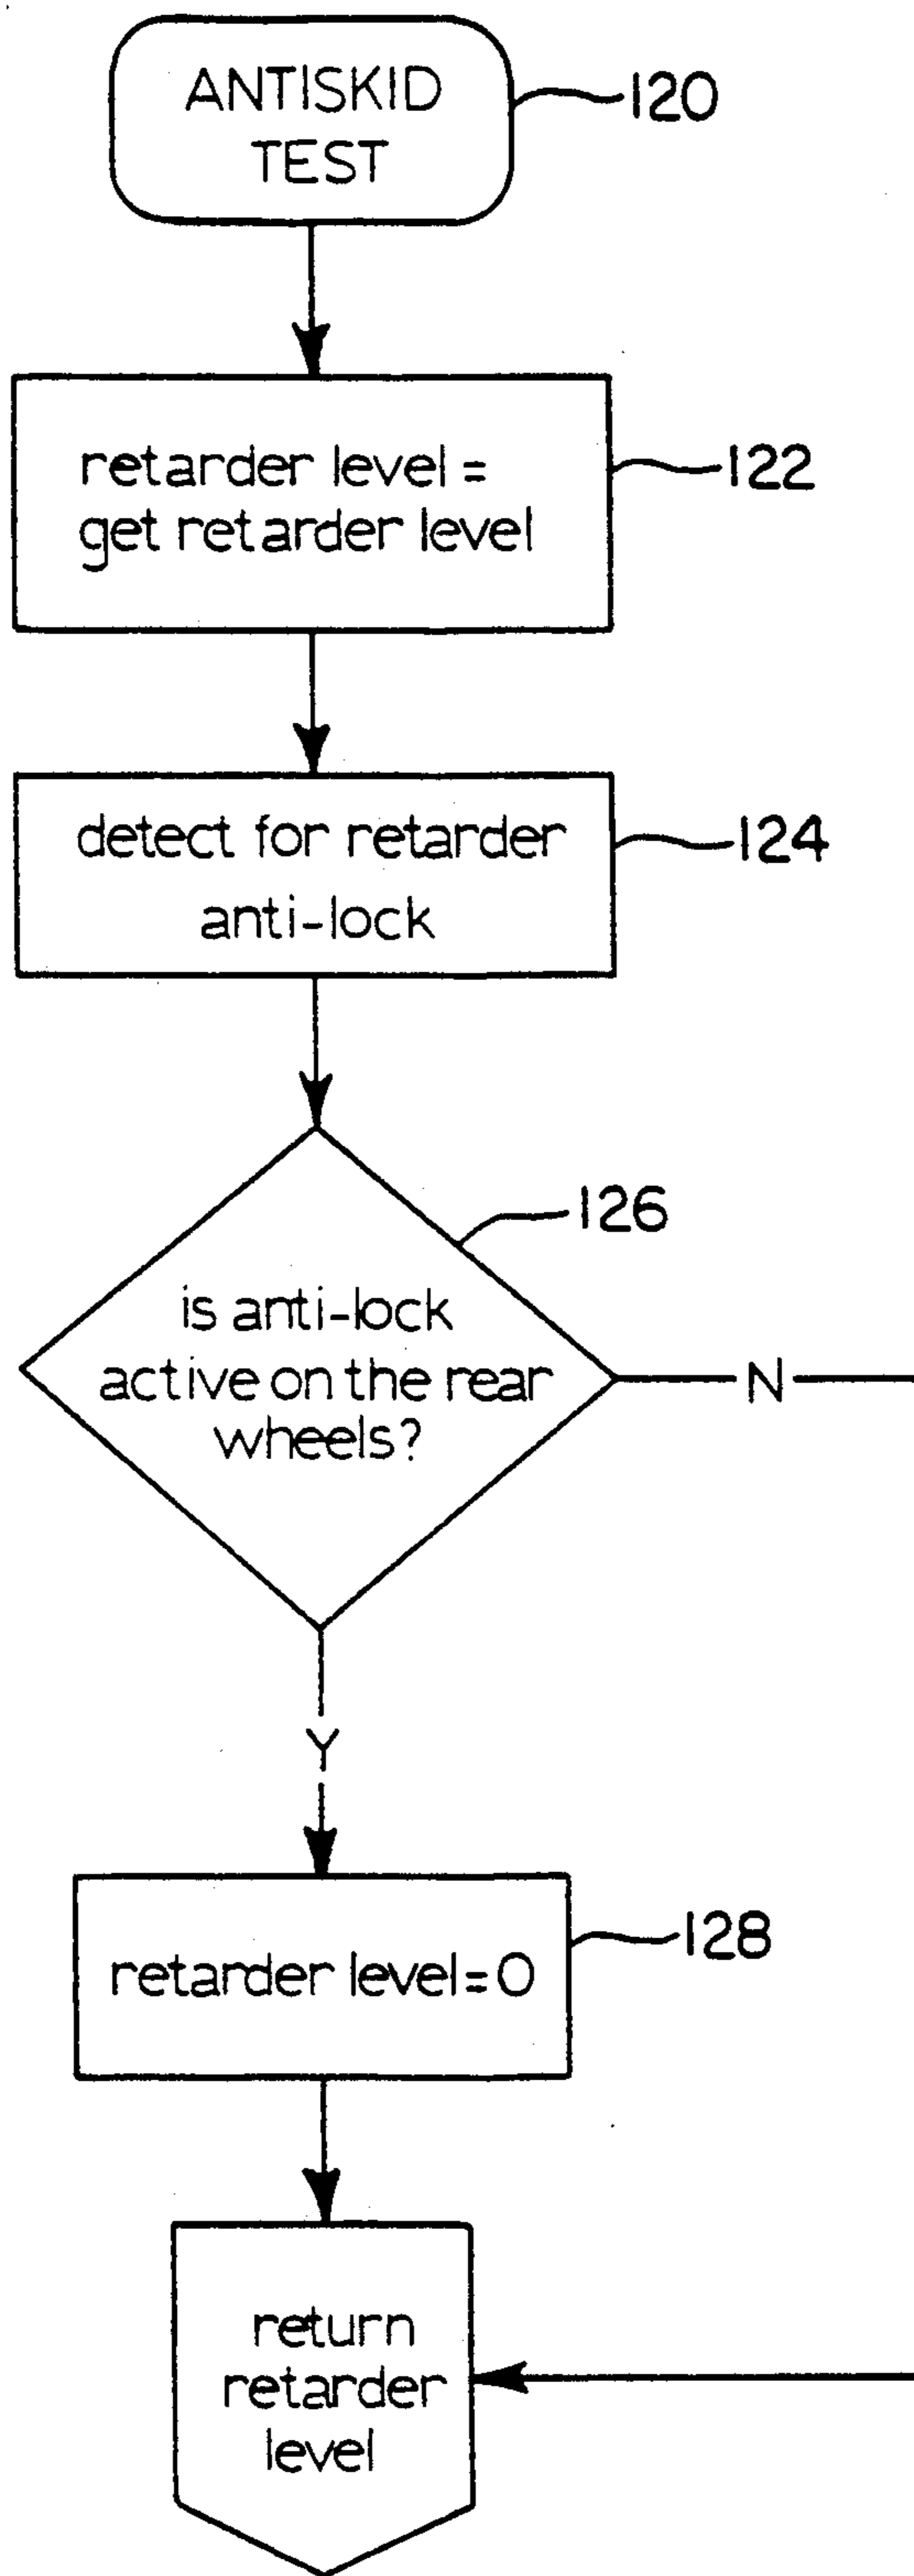 ANTISKID
TEST
120
retarder level =
get retarder level
122
detect for retarder
anti-lock
124
126
is anti-lock
active on the rear
wheels?
N
Y
retarder level=0
128
return
retarder
level